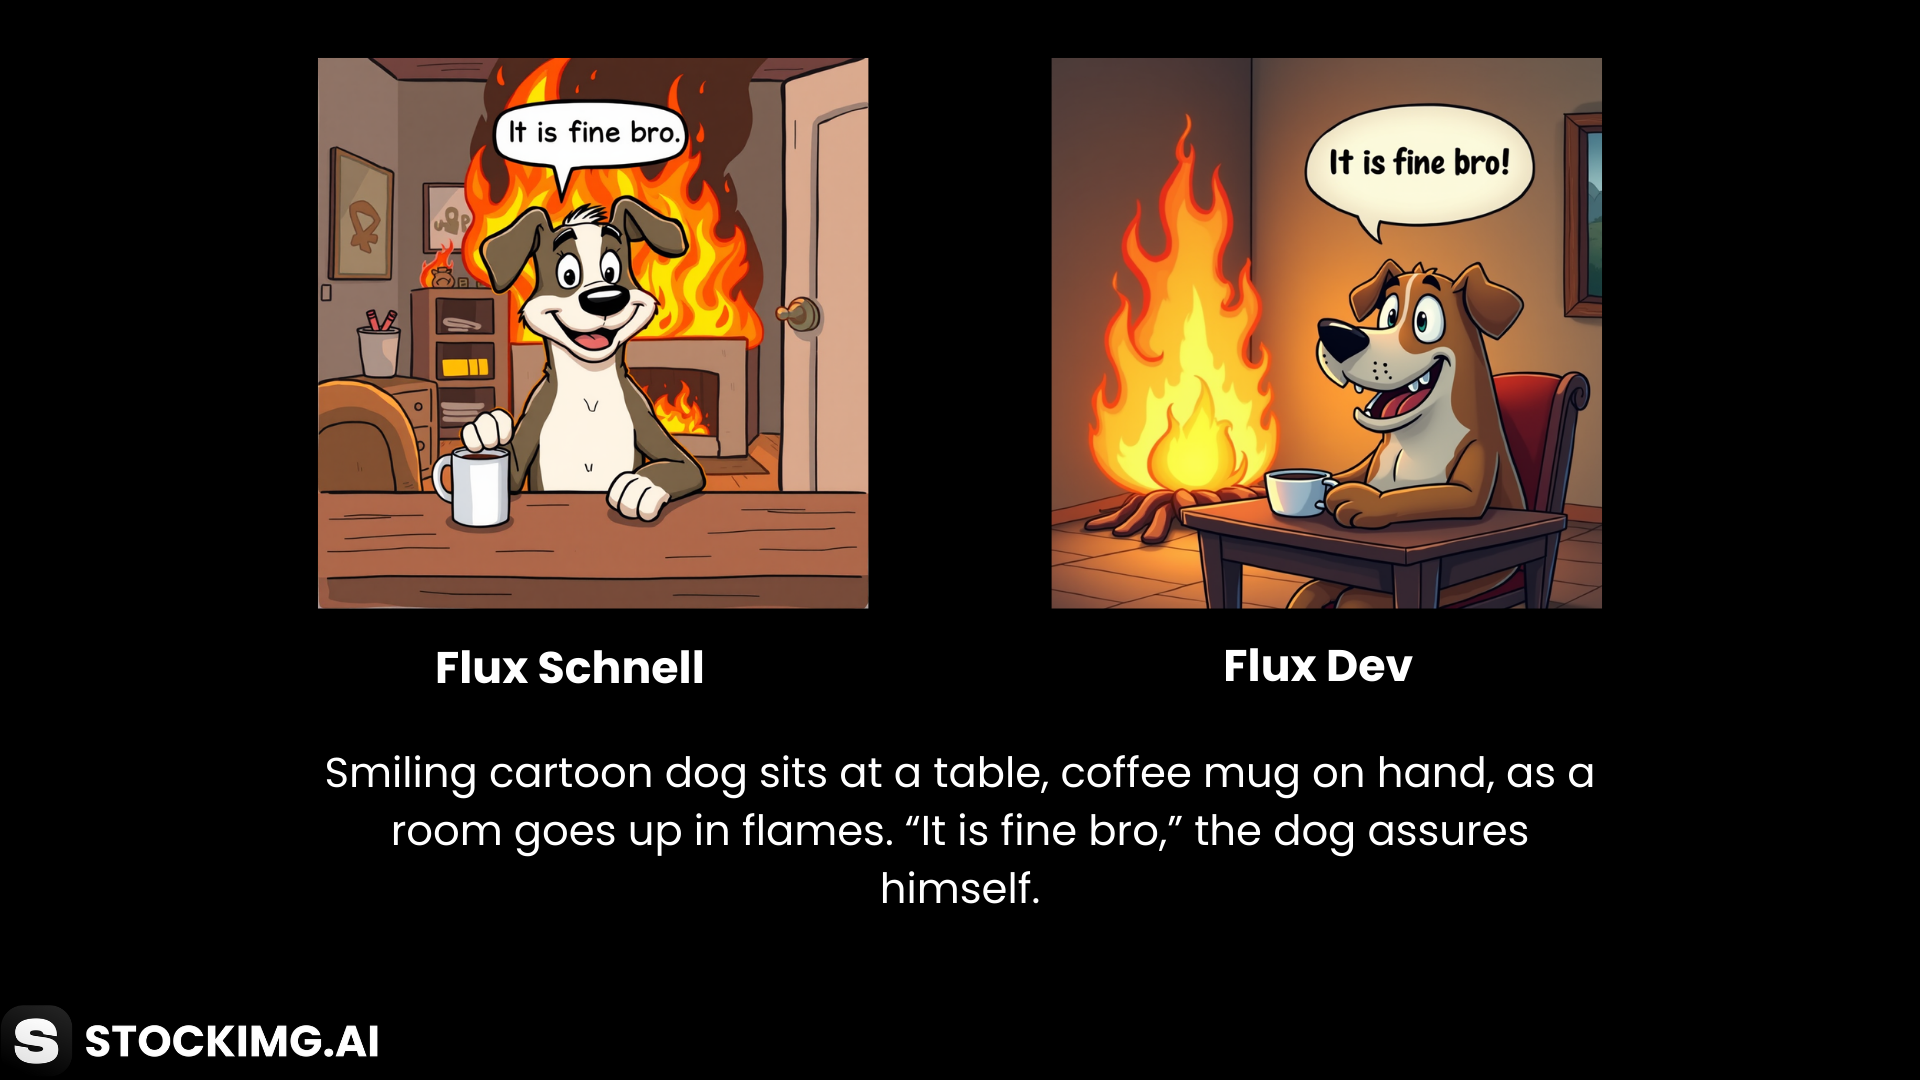 It is fine bro.
It is fine bro!
Flux Schnell
Flux Dev
Smiling cartoon dog sits at a table, coffee mug on hand, as a
room goes up in flames. “It is fine bro,” the dog assures
himself.
S STOCKIMG.AI